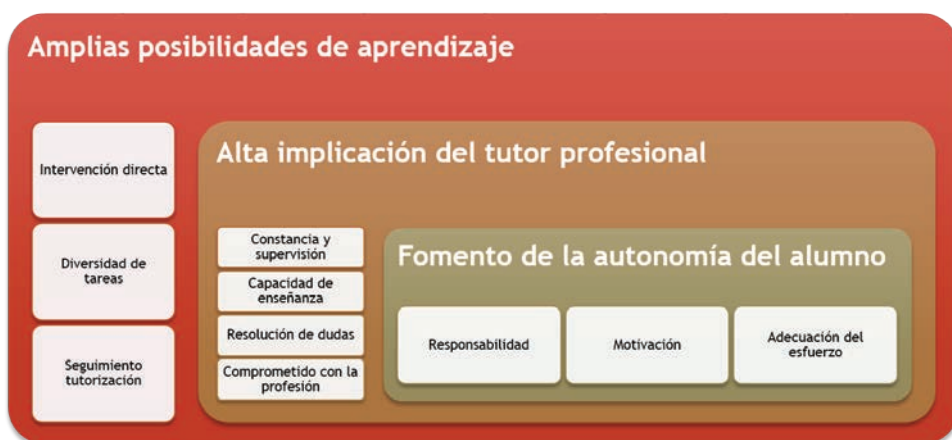 Amplias posibilidades de aprendizaje
Intervención directa
Diversidad de
tareas
Seguimiento
tutorización
Alta implicación del tutor profesional
Constancia y
supervisión
Capacidad de
enseñanza
Resolución de dudas
Comprometido con la
profesión
Fomento de la autonomía del alumno
Responsabilidad
Motivación
Adecuación del
esfuerzo